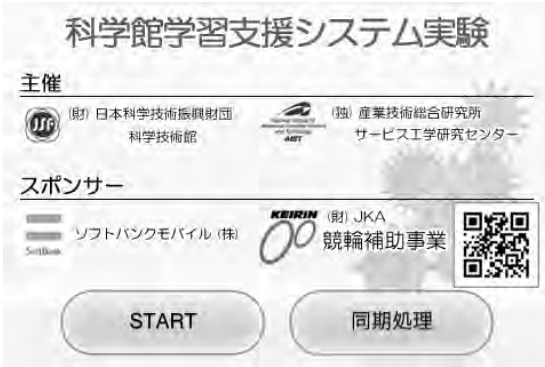 科学館学習支援システム実験
主催
JSF
(財) 日本科学技術振興財団
科学技術館
AIST
(独) 産業技術総合研究所
サービス工学研究センター
スポンサー
SoftBank
ソフトバンクモバイル (株)
KEIRIN
(財) JKA
競輪補助事業
START
同期処理